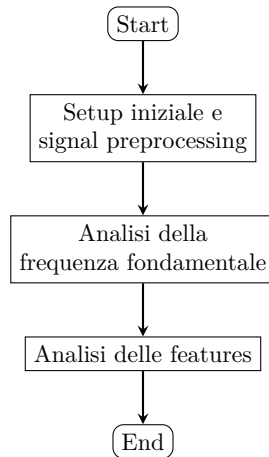 Start
Setup iniziale e
signal preprocessing
Analisi della
frequenza fondamentale
Analisi delle features
End